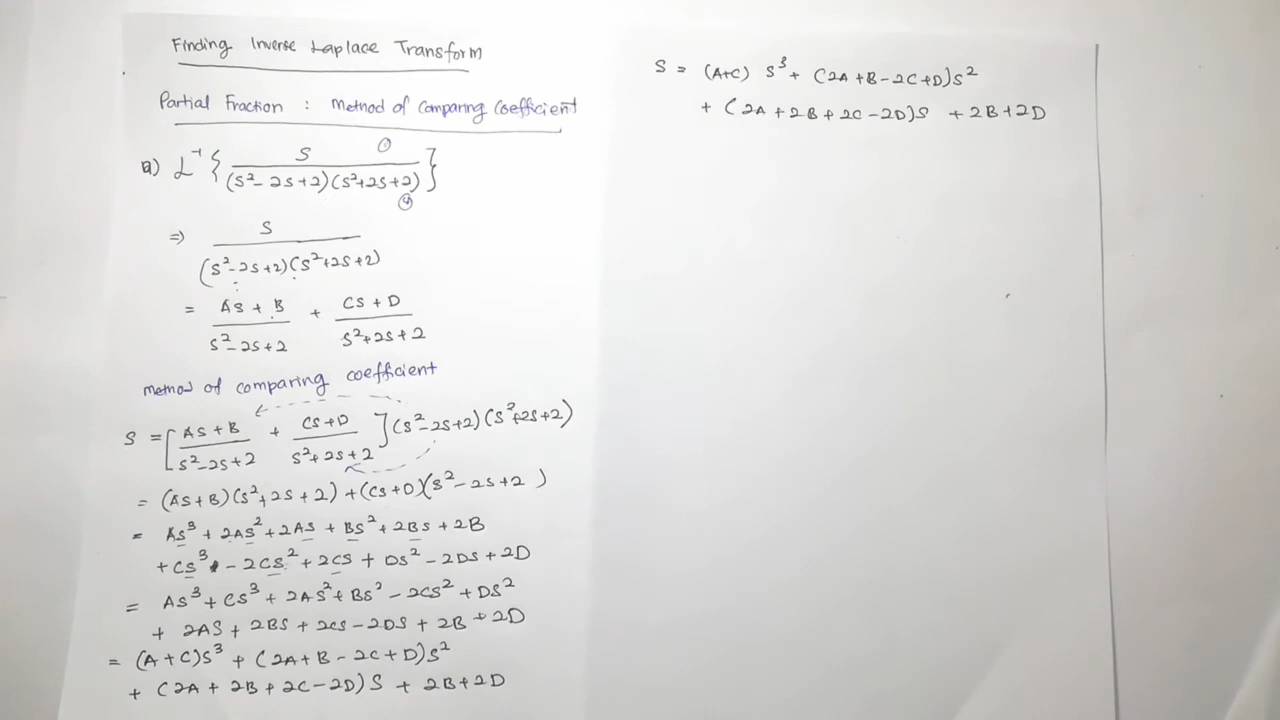 Finding Inverse Laplace Transform
Partial Fraction : Method of Comparing Coefficient
a) L⁻¹ { S / (S² - 2S + 2)(S² + 2S + 2) }
⇒ S / (S² - 2S + 2)(S² + 2S + 2)
= AS + B / S² - 2S + 2 + CS + D / S² + 2S + 2
method of comparing coefficient
S = [ AS + B / S² - 2S + 2 + CS + D / S² + 2S + 2 ] (S² - 2S + 2)(S² + 2S + 2)
= (AS + B)(S² + 2S + 2) + (CS + D)(S² - 2S + 2)
= AS³ + 2AS² + 2AS + BS² + 2BS + 2B
+ CS³ - 2CS² + 2CS + DS² - 2DS + 2D
= AS³ + CS³ + 2AS² + BS² - 2CS² + DS²
+ 2AS + 2BS + 2CS - 2DS + 2B + 2D
= (A + C)S³ + (2A + B - 2C + D)S²
+ (2A + 2B + 2C - 2D)S + 2B + 2D
S = (A+C) S³ + (2A + B - 2C + D)S²
+ (2A + 2B + 2C - 2D)S + 2B + 2D